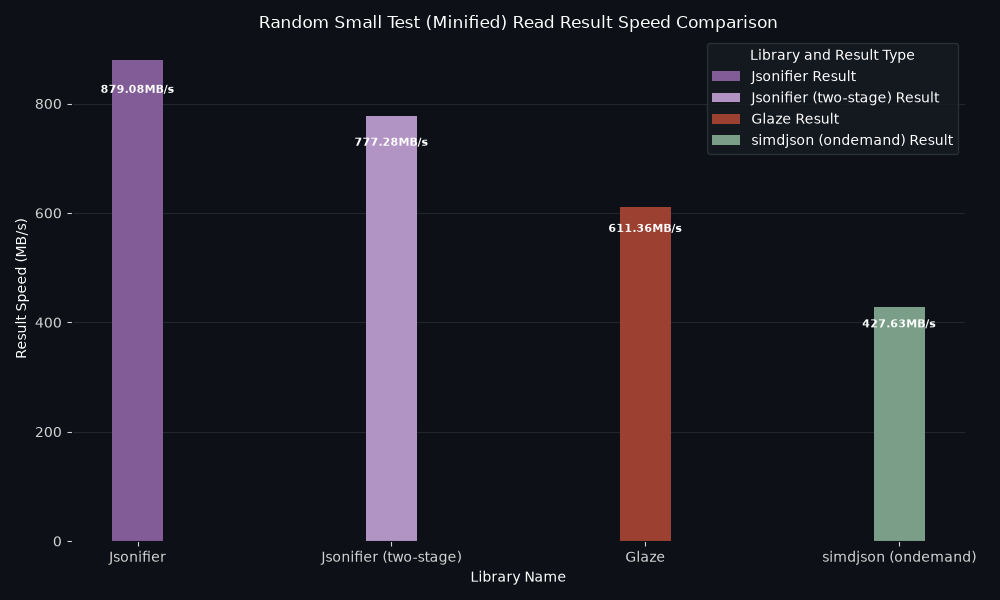 Random Small Test (Minified) Read Result Speed Comparison
Library and Result Type
Jsonifier Result
Jsonifier (two-stage) Result
Glaze Result
simdjson (ondemand) Result
879.08MB/s
777.28MB/s
611.36MB/s
427.63MB/s
Result Speed (MB/s)
800
600
400
200
0
Jsonifier
Jsonifier (two-stage)
Glaze
simdjson (ondemand)
Library Name